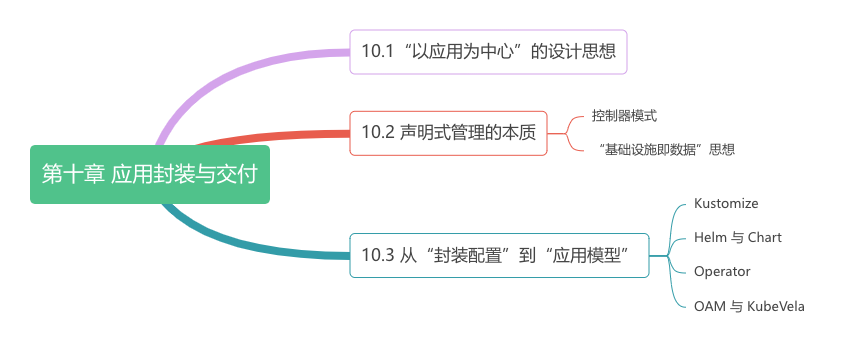 第十章 应用封装与交付
10.1 “以应用为中心”的设计思想
10.2 声明式管理的本质
控制器模式
“基础设施即数据”思想
10.3 从“封装配置”到“应用模型”
Kustomize
Helm 与 Chart
Operator
OAM 与 KubeVela